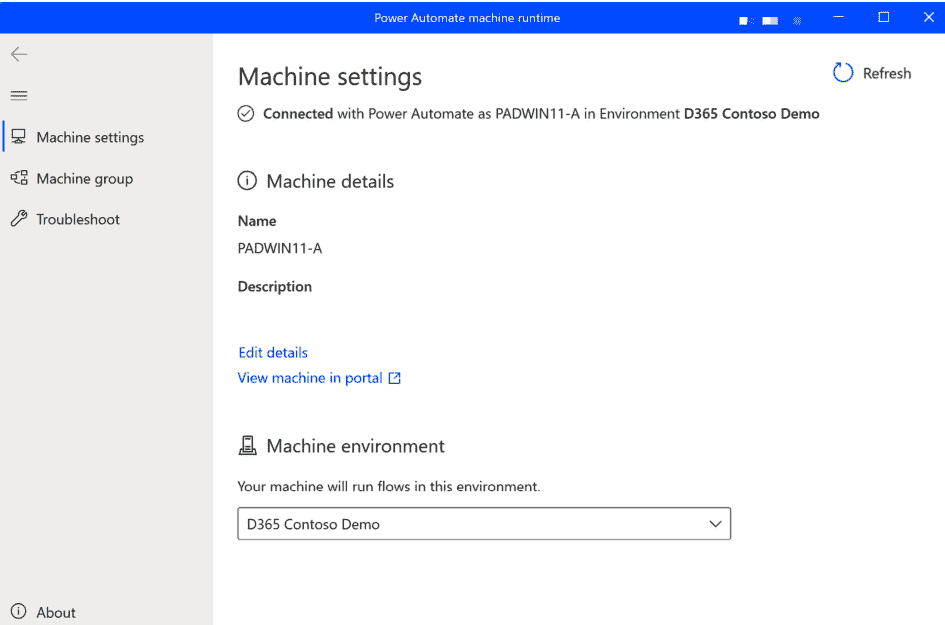 Power Automate machine runtime
Machine settings
Refresh
Connected with Power Automate as PADWIN11-A in Environment D365 Contoso Demo
Machine settings
Machine group
Troubleshoot
Machine details
Name
PADWIN11-A
Description
Edit details
View machine in portal
Machine environment
Your machine will run flows in this environment.
D365 Contoso Demo
About